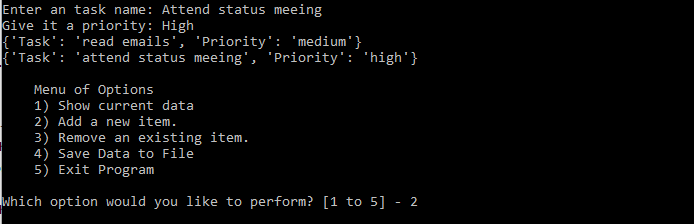 Enter an task name: Attend status meeing
Give it a priority: High
{'Task': 'read emails', 'Priority': 'medium'}
{'Task': 'attend status meeing', 'Priority': 'high'}
Menu of Options
1) Show current data
2) Add a new item.
3) Remove an existing item.
4) Save Data to File
5) Exit Program
Which option would you like to perform? [1 to 5] - 2